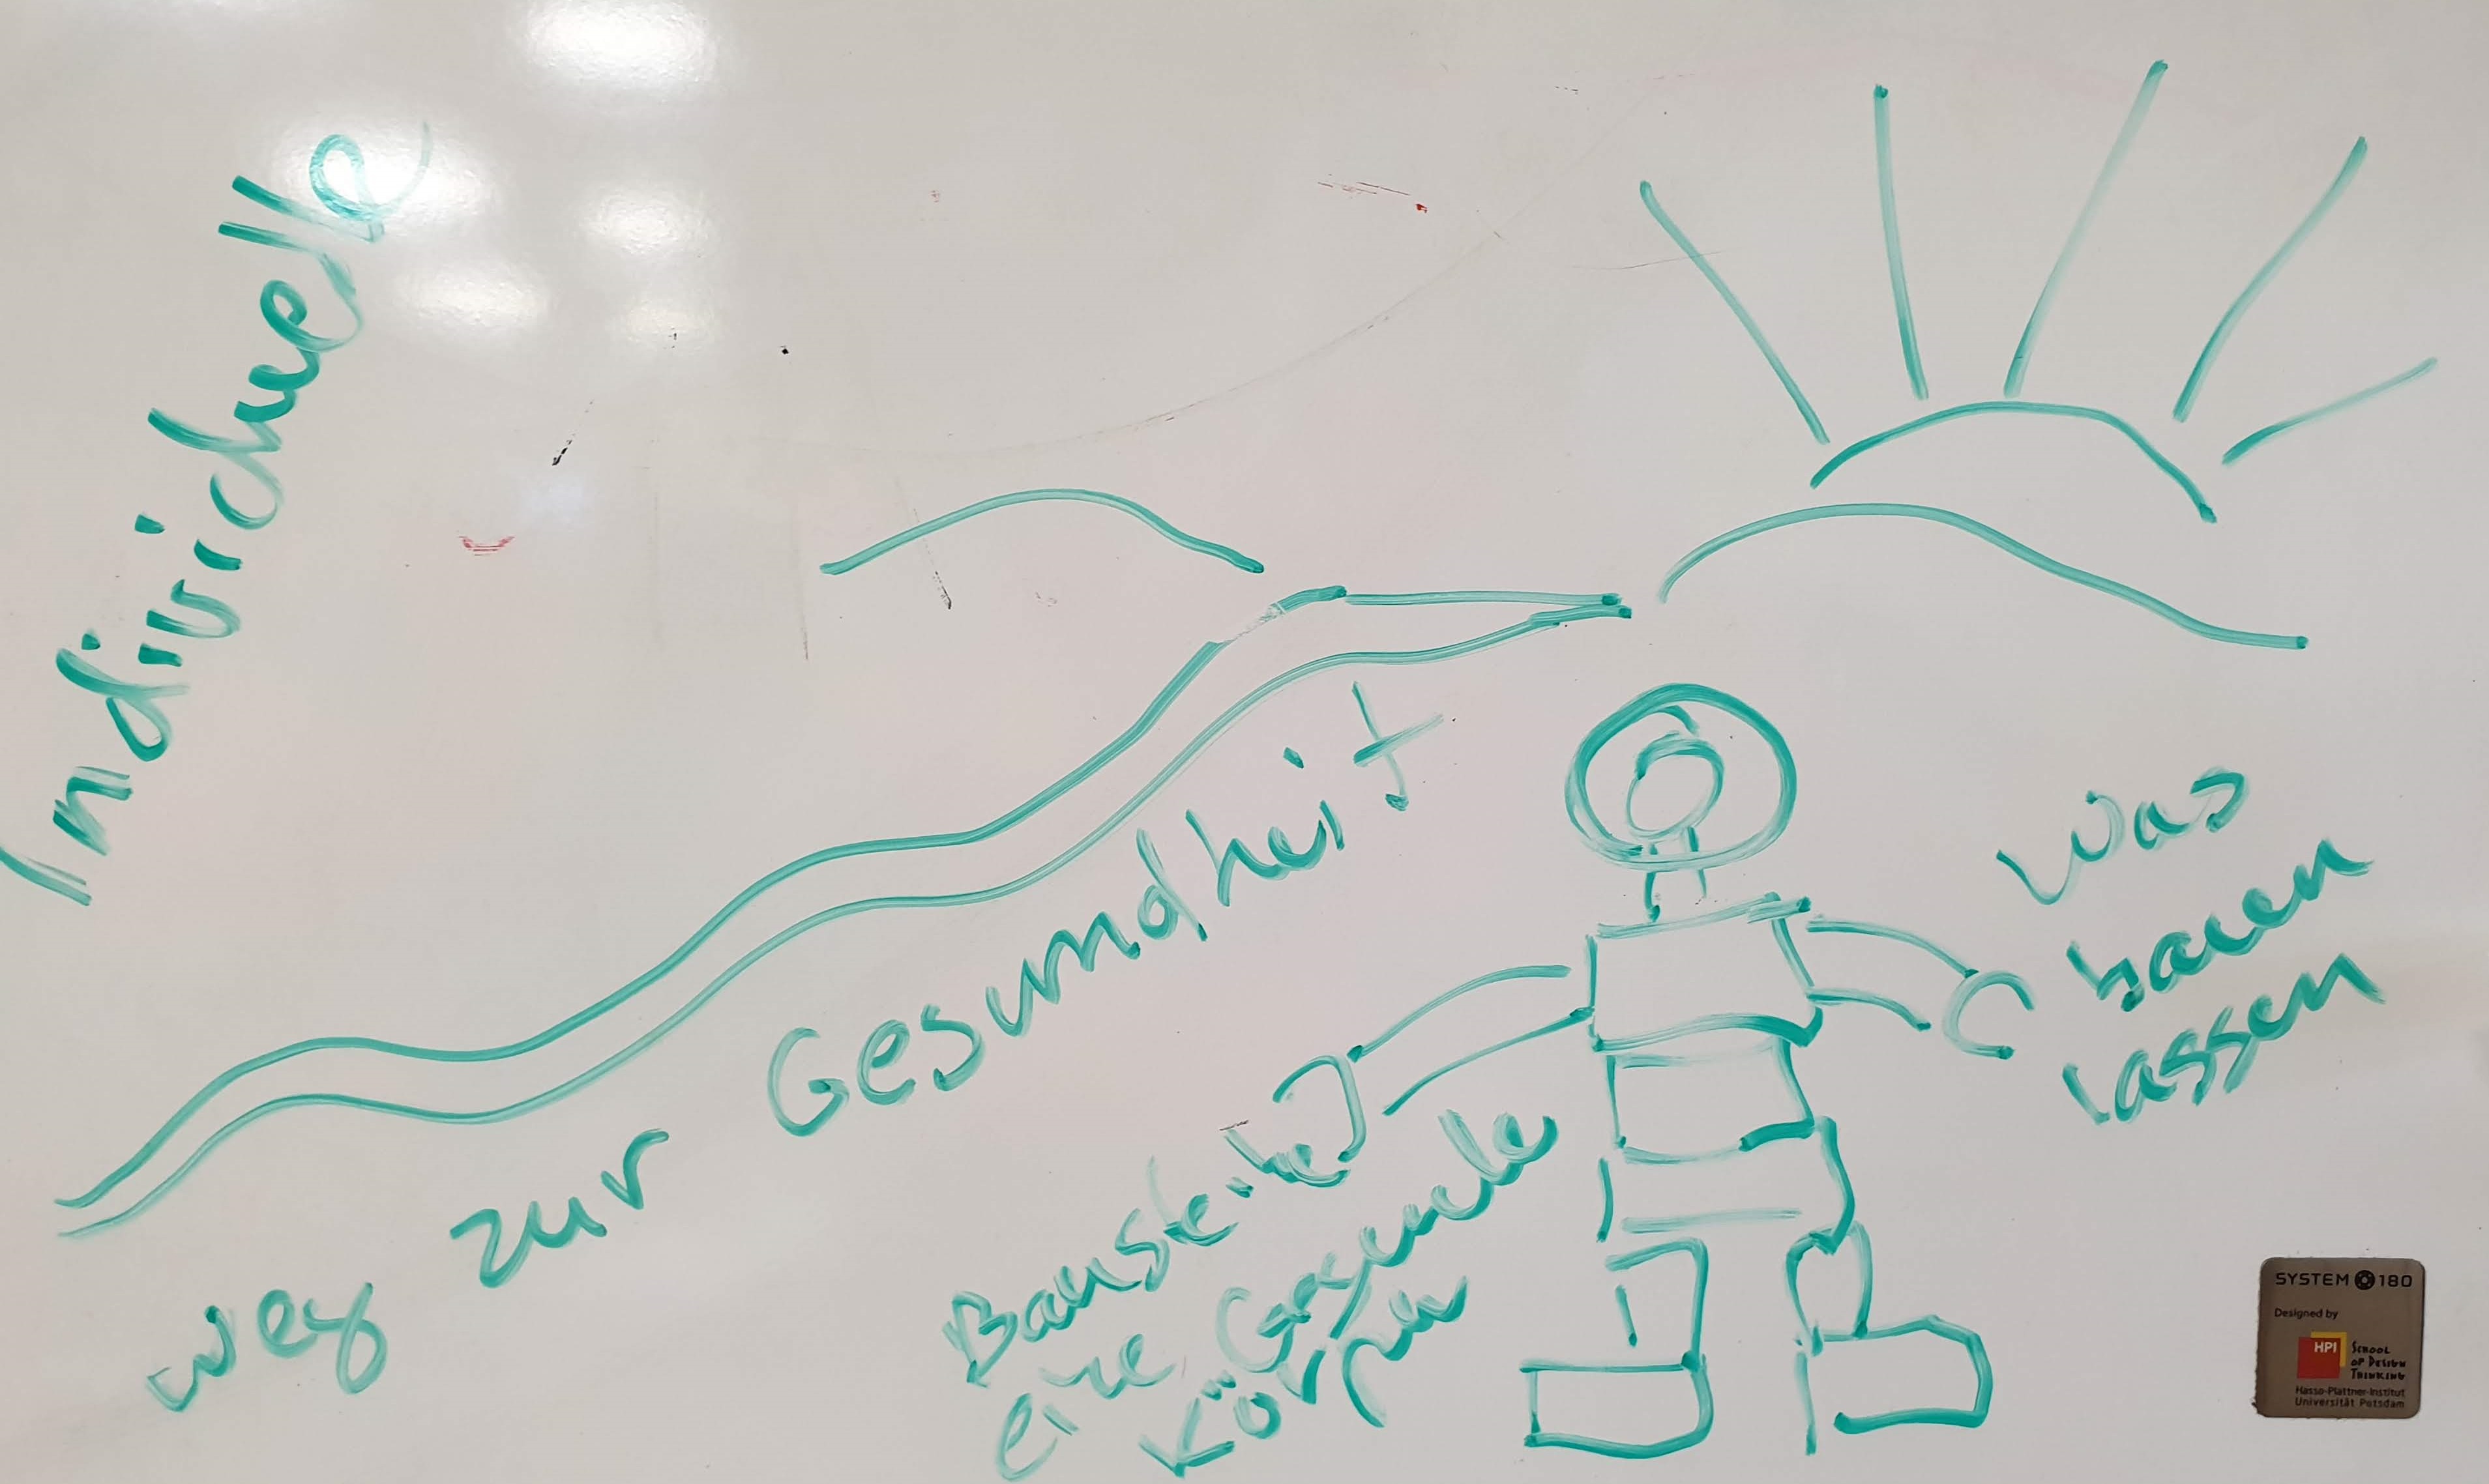 Individuelle
Weg zur Gesundheit
Bausteine
eine Gesunde
Körper
was
bauen
lassen
SYSTEM 180
Designed by
HPI School
of Design
Thinking
Hasso-Plattner-Institut
Universität Potsdam